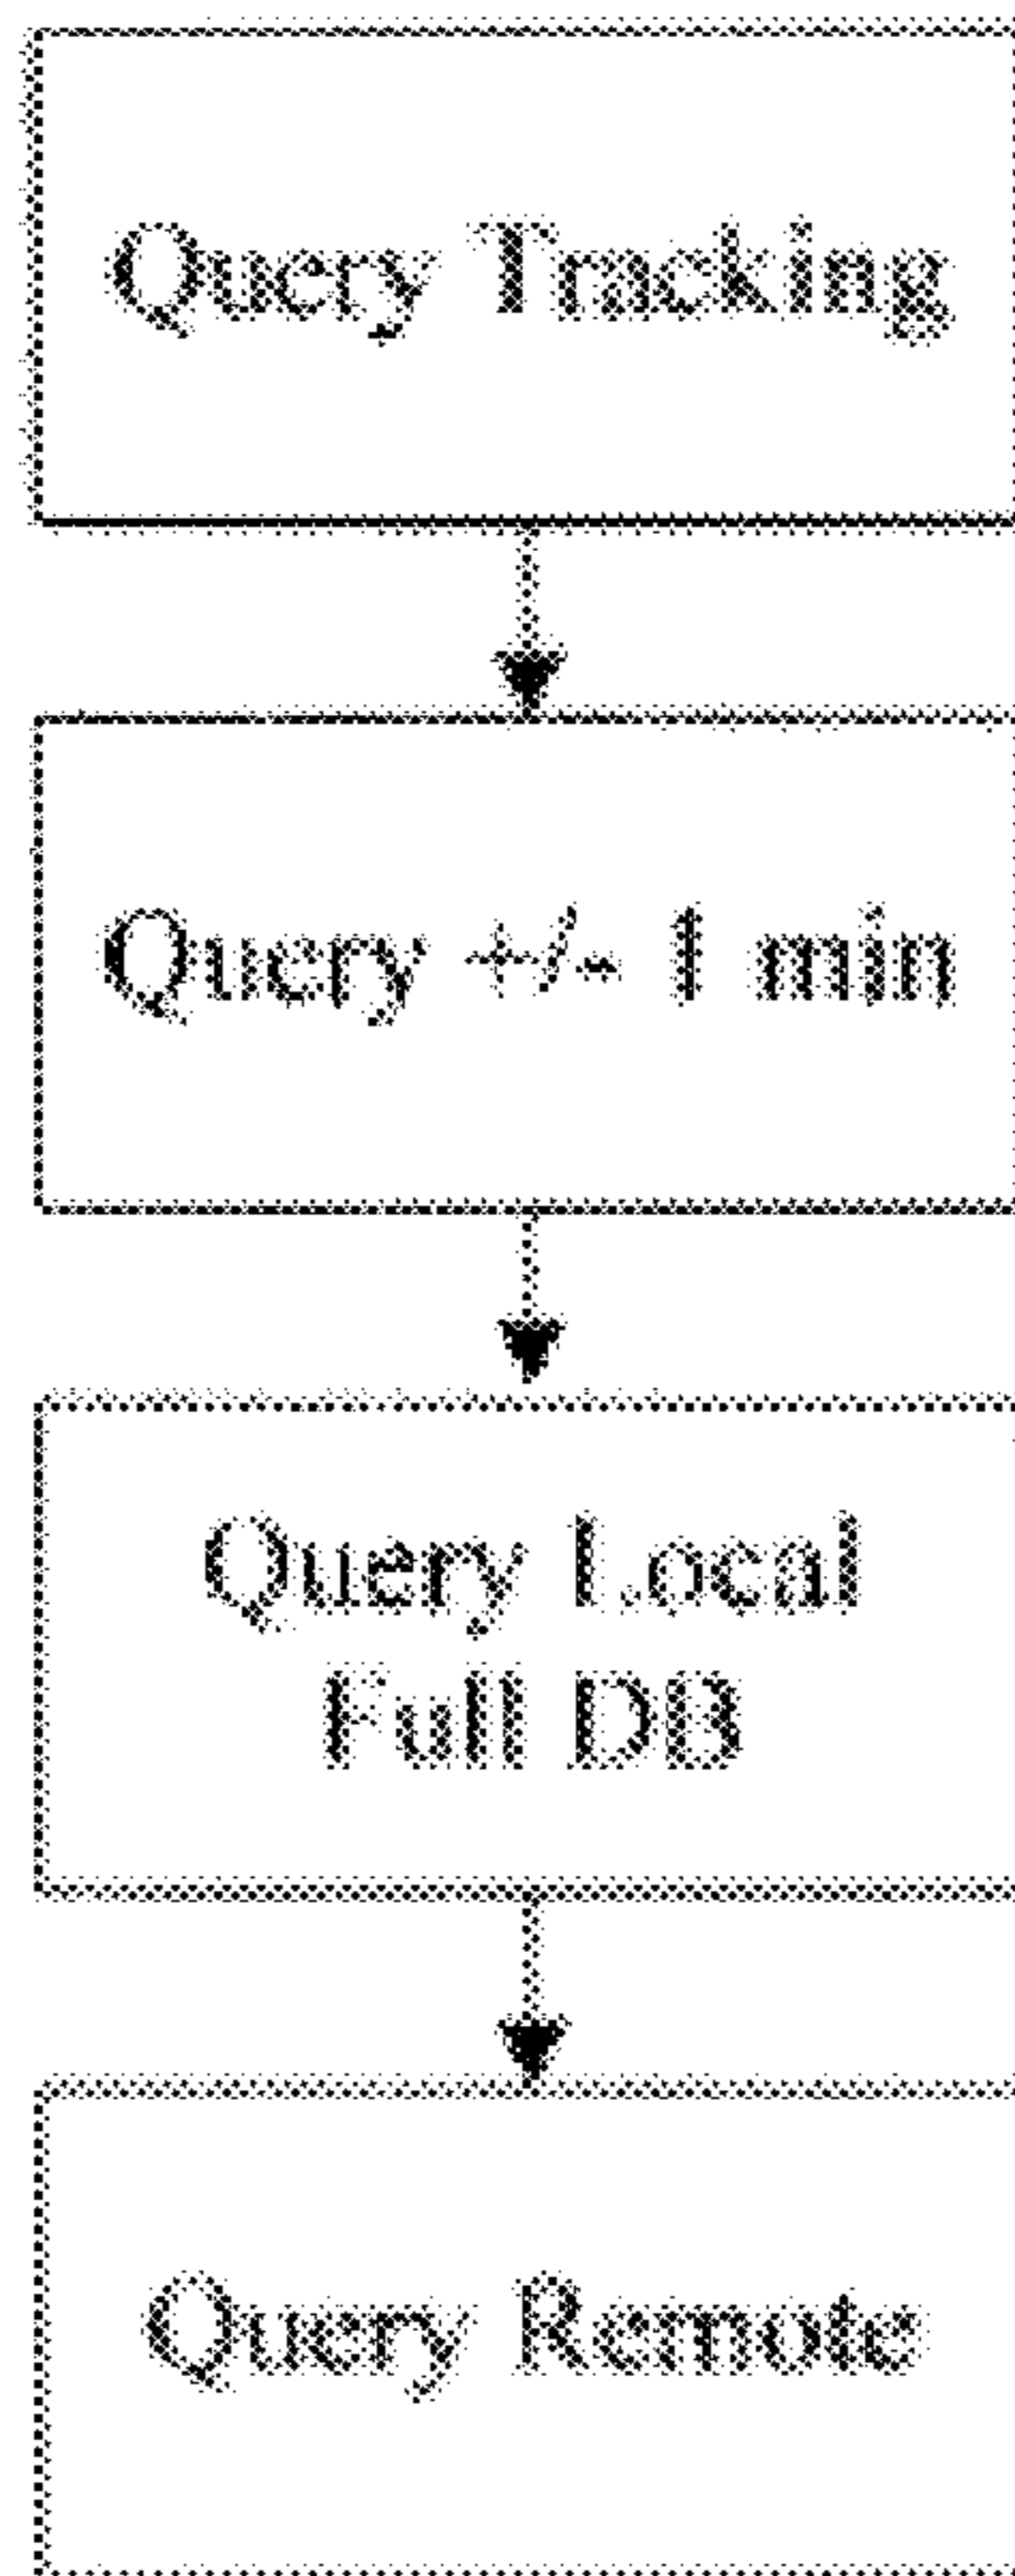 Query Tracking
Query +/- 1 min
Query Local
Full DB
Query Remote